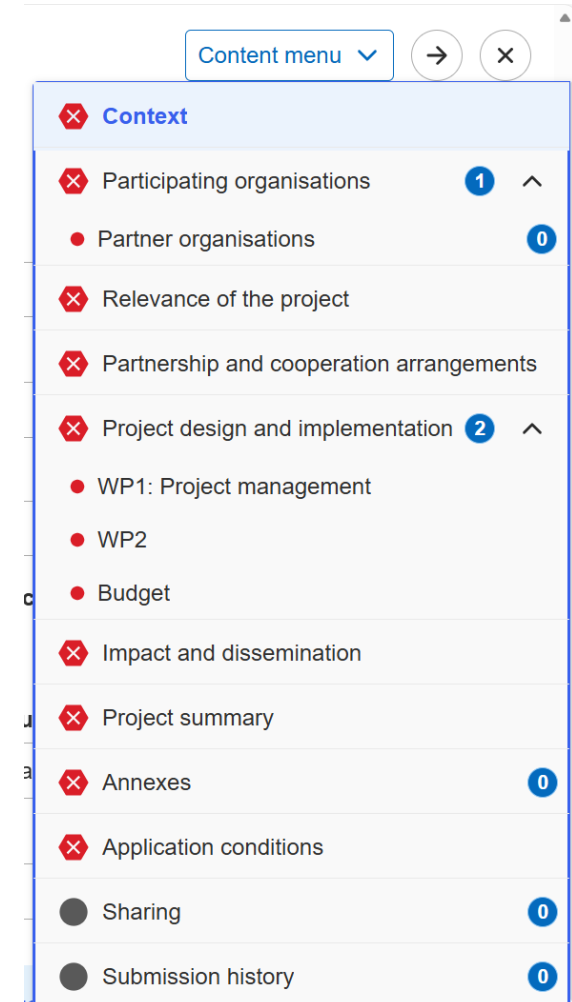 Content menu
Context
Participating organisations 1
Partner organisations 0
Relevance of the project
Partnership and cooperation arrangements
Project design and implementation 2
WP1: Project management
WP2
Budget
Impact and dissemination
Project summary
Annexes 0
Application conditions
Sharing 0
Submission history 0